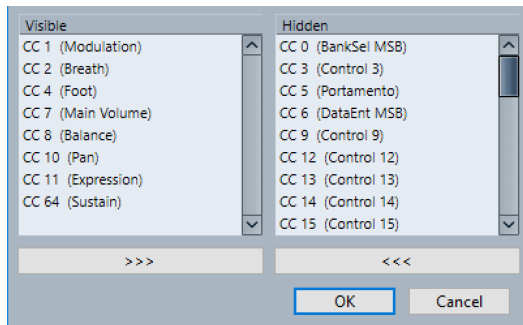 Visible
CC 1 (Modulation)
CC 2 (Breath)
CC 4 (Foot)
CC 7 (Main Volume)
CC 8 (Balance)
CC 10 (Pan)
CC 11 (Expression)
CC 64 (Sustain)
>>>
Hidden
CC 0 (BankSel MSB)
CC 3 (Control 3)
CC 5 (Portamento)
CC 6 (DataEnt MSB)
CC 9 (Control 9)
CC 12 (Control 12)
CC 13 (Control 13)
CC 14 (Control 14)
CC 15 (Control 15)
<<<
OK
Cancel